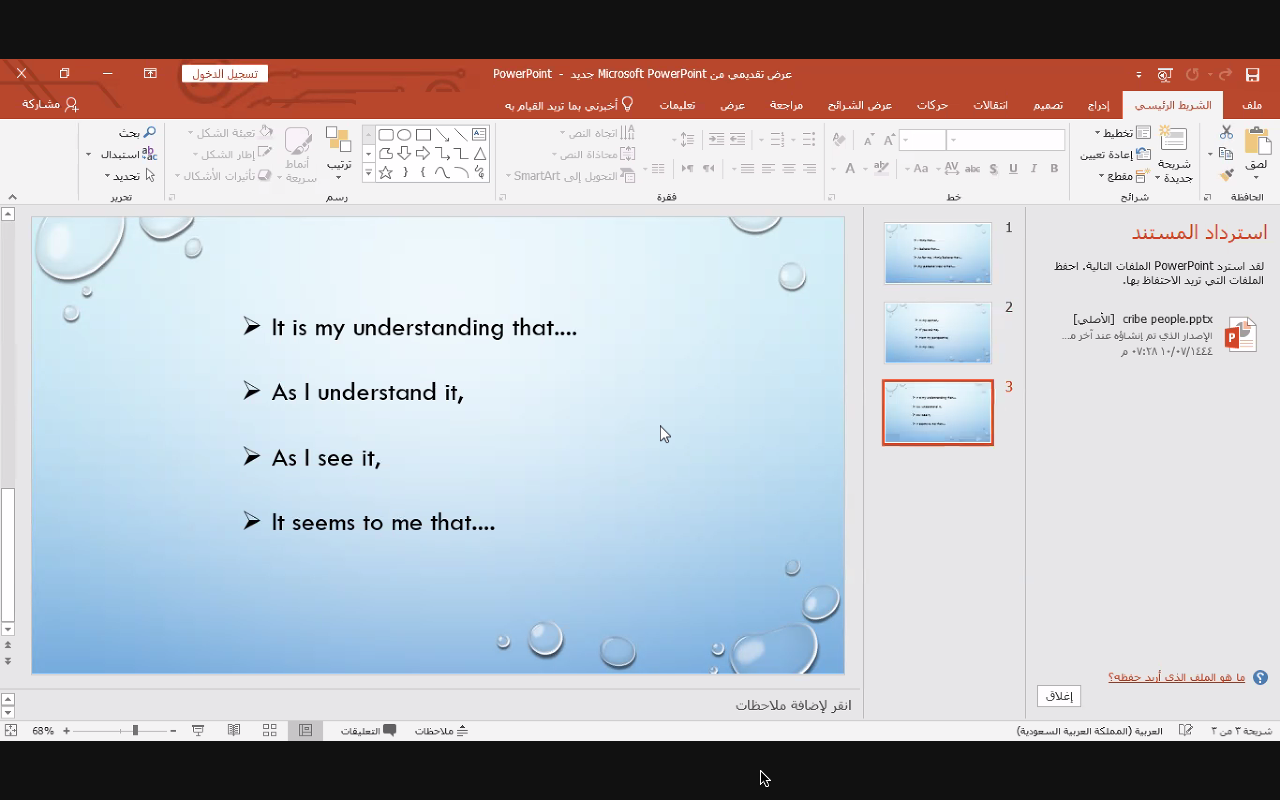 عرض تقديمي من Microsoft PowerPoint جديد - PowerPoint
تسجيل الدخول
ملف
الشريط الرئيسي
إدراج
تصميم
انتقالات
حركات
عرض الشرائح
مراجعة
عرض
تعليمات
أخبرني بما تريد القيام به
مشاركة
لصق
الحافظة
شريحة
جديدة
تخطيط
إعادة تعيين
مقطع
شرائح
B I U S abc AV Aa A
خط
اتجاه النص
محاذاة النص
التحويل إلى SmartArt
فقرة
ترتيب
أنماط
سريعة
تعبئة الشكل
إطار الشكل
تأثيرات الأشكال
رسم
بحث
استبدال
تحديد
تحرير
استرداد المستند
لقد استرد PowerPoint الملفات التالية. احفظ
الملفات التي تريد الاحتفاظ بها.
cribe people.pptx [الأصلي]
الإصدار الذي تم إنشاؤه عند آخر م...
١٠/٠٧/١٤٤٤ ٠٧:٢٨ م
ما هو الملف الذي أريد حفظه؟
إغلاق
1
2
3
It is my understanding that....
As I understand it,
As I see it,
It seems to me that....
انقر لإضافة ملاحظات
شريحة ٣ من ٣
العربية (المملكة العربية السعودية)
ملاحظات
التعليقات
68%